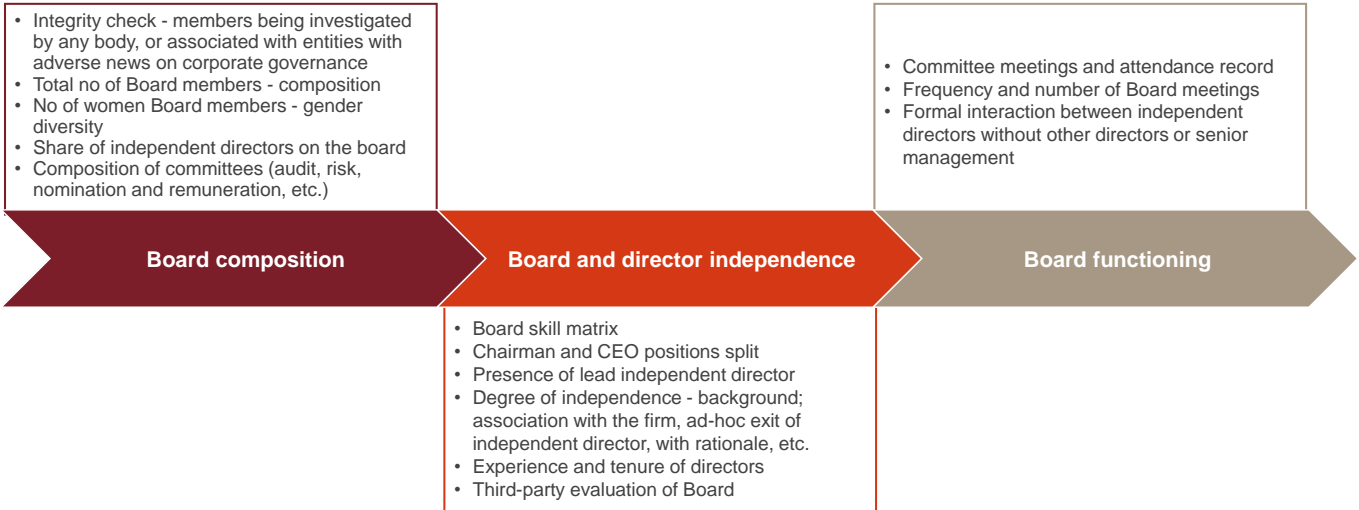 • Integrity check - members being investigated
by any body, or associated with entities with
adverse news on corporate governance
• Total no of Board members - composition
• No of women Board members - gender
diversity
• Share of independent directors on the board
• Composition of committees (audit, risk,
nomination and remuneration, etc.)
• Committee meetings and attendance record
• Frequency and number of Board meetings
• Formal interaction between independent
directors without other directors or senior
management
Board composition
Board and director independence
Board functioning
• Board skill matrix
• Chairman and CEO positions split
• Presence of lead independent director
• Degree of independence - background;
association with the firm, ad-hoc exit of
independent director, with rationale, etc.
• Experience and tenure of directors
• Third-party evaluation of Board